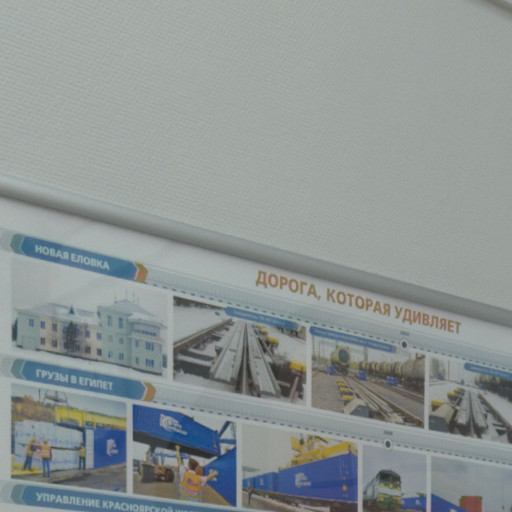 НОВАЯ ЕЛОВКА
ДОРОГА, КОТОРАЯ УДИВЛЯЕТ
ГРУЗЫ В ЕГИПЕТ
УПРАВЛЕНИЕ КРАСНОЯРСКОЙ